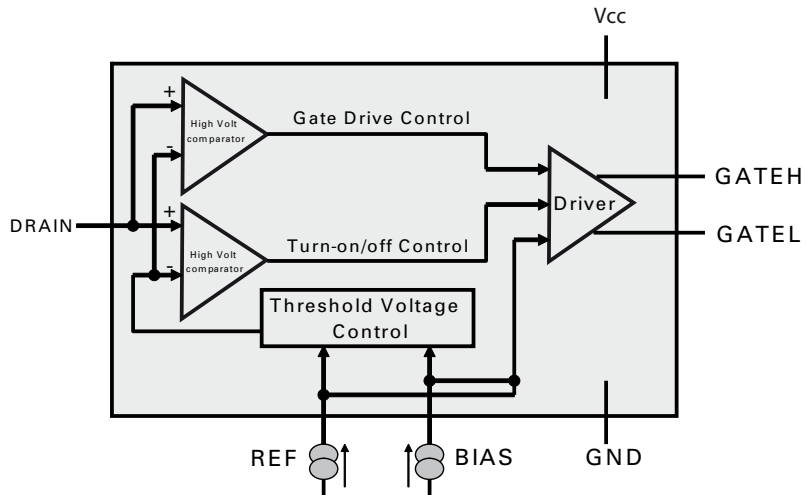 Vcc
+
High Volt
comparator
-
Gate Drive Control
GATEH
Driver
DRAIN
+
High Volt
comparator
-
Turn-on/off Control
GATEL
Threshold Voltage
Control
REF
BIAS
GND